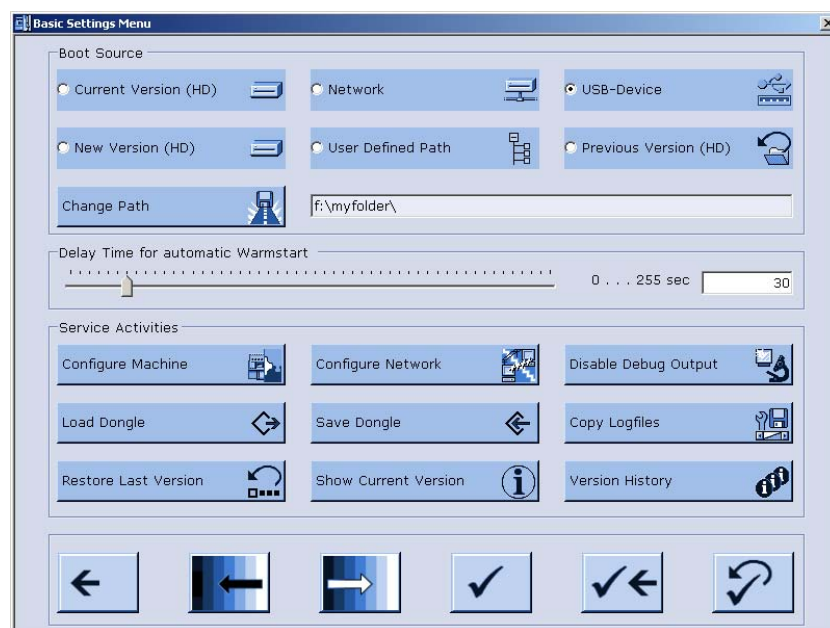 Basic Settings Menu
Boot Source
Current Version (HD)
Network
USB-Device
New Version (HD)
User Defined Path
Previous Version (HD)
Change Path
f:\myfolder\
Delay Time for automatic Warmstart
0 . . . 255 sec
30
Service Activities
Configure Machine
Configure Network
Disable Debug Output
Load Dongle
Save Dongle
Copy Logfiles
Restore Last Version
Show Current Version
Version History